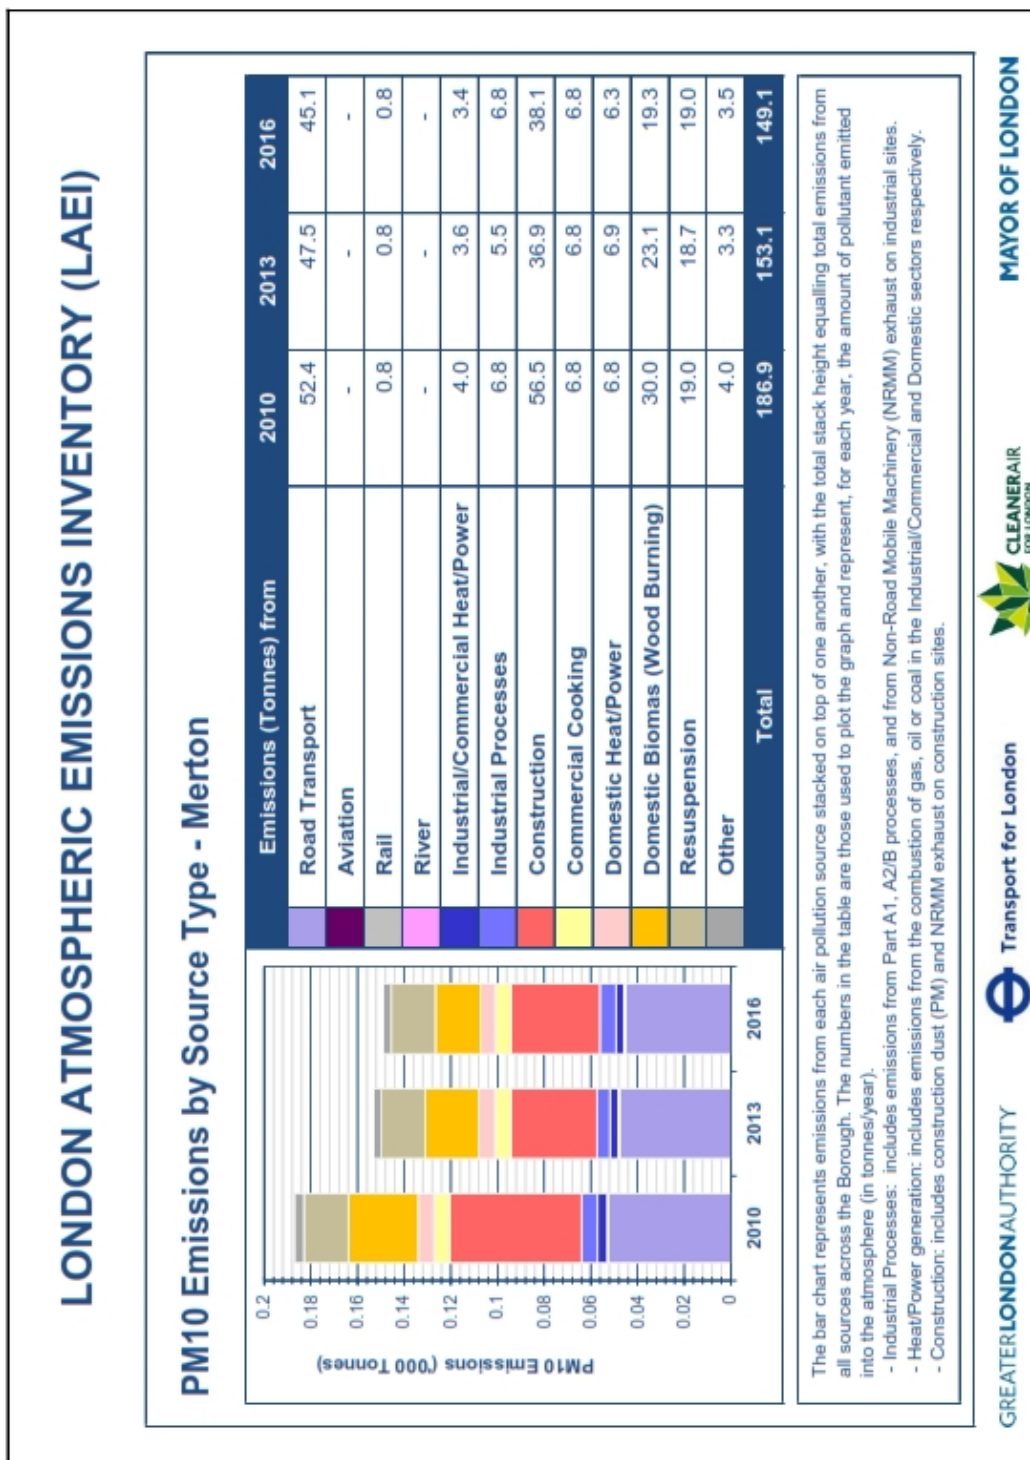 LONDON ATMOSPHERIC EMISSIONS INVENTORY (LAEI)
PM10 Emissions by Source Type - Merton
PM10 Emissions ('000 Tonnes)
0.2
0.18
0.16
0.14
0.12
0.1
0.08
0.06
0.04
0.02
0
2010 2013 2016
Emissions (Tonnes) from 2010 2013 2016
Road Transport 52.4 47.5 45.1
Aviation - - -
Rail 0.8 0.8 0.8
River - - -
Industrial/Commercial Heat/Power 4.0 3.6 3.4
Industrial Processes 6.8 5.5 6.8
Construction 56.5 36.9 38.1
Commercial Cooking 6.8 6.8 6.8
Domestic Heat/Power 6.8 6.9 6.3
Domestic Biomas (Wood Burning) 30.0 23.1 19.3
Resuspension 19.0 18.7 19.0
Other 4.0 3.3 3.5
Total 186.9 153.1 149.1
The bar chart represents emissions from each air pollution source stacked on top of one another, with the total stack height equalling total emissions from
all sources across the Borough. The numbers in the table are those used to plot the graph and represent, for each year, the amount of pollutant emitted
into the atmosphere (in tonnes/year).
- Industrial Processes: includes emissions from Part A1, A2/B processes, and from Non-Road Mobile Machinery (NRMM) exhaust on industrial sites.
- Heat/Power generation: includes emissions from the combustion of gas, oil or coal in the Industrial/Commercial and Domestic sectors respectively.
- Construction: includes construction dust (PM) and NRMM exhaust on construction sites.
GREATERLONDONAUTHORITY
Transport for London
CLEANERAIR
FOR LONDON
MAYOR OF LONDON